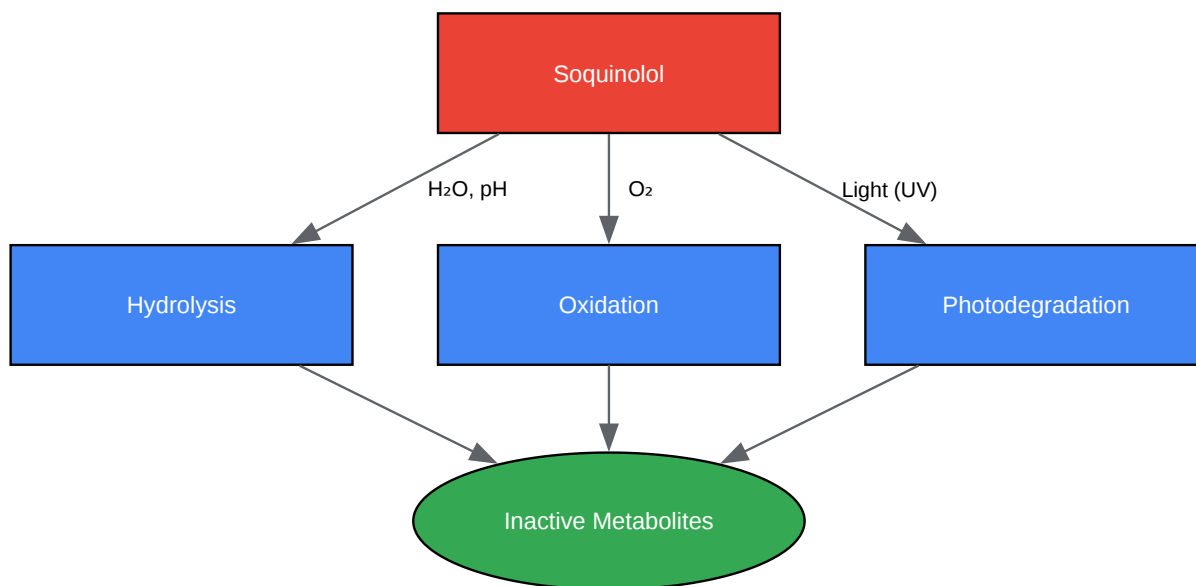 Soquinolol
H₂O, pH
O₂
Light (UV)
Hydrolysis
Oxidation
Photodegradation
Inactive Metabolites